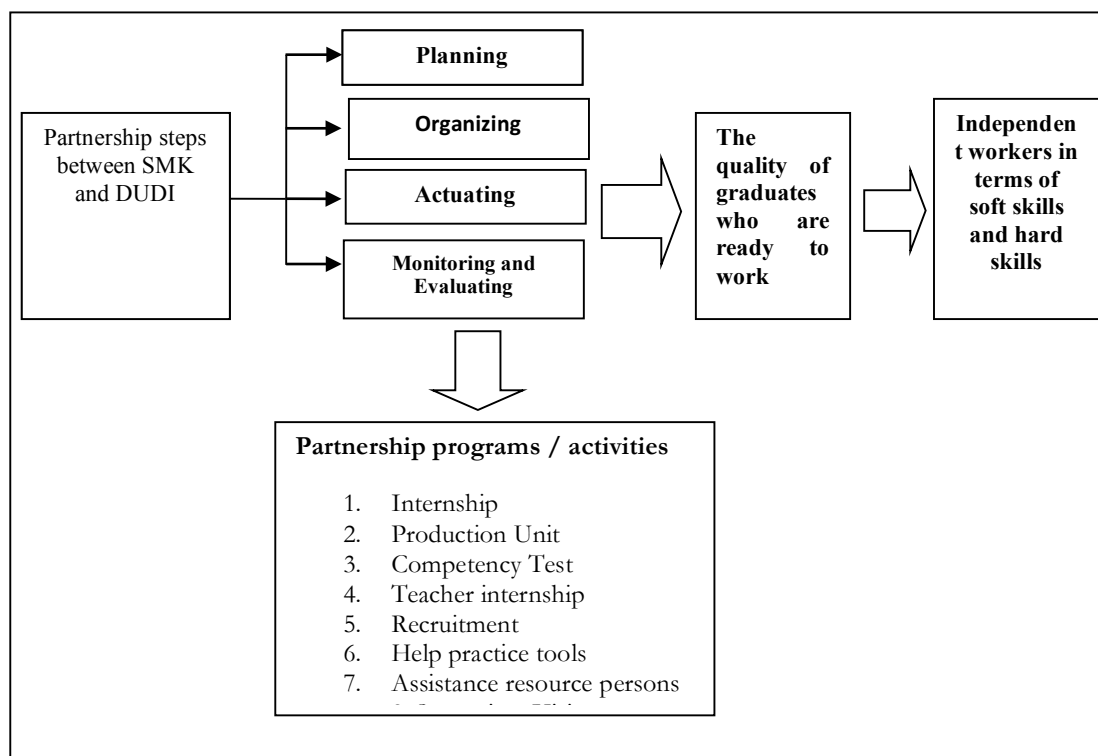 Partnership steps
between SMK
and DUDI
Planning
Organizing
Actuating
Monitoring and
Evaluating
The
quality of
graduates
who are
ready to
work
Independen
t workers in
terms of
soft skills
and hard
skills
Partnership programs / activities
1. Internship
2. Production Unit
3. Competency Test
4. Teacher internship
5. Recruitment
6. Help practice tools
7. Assistance resource persons